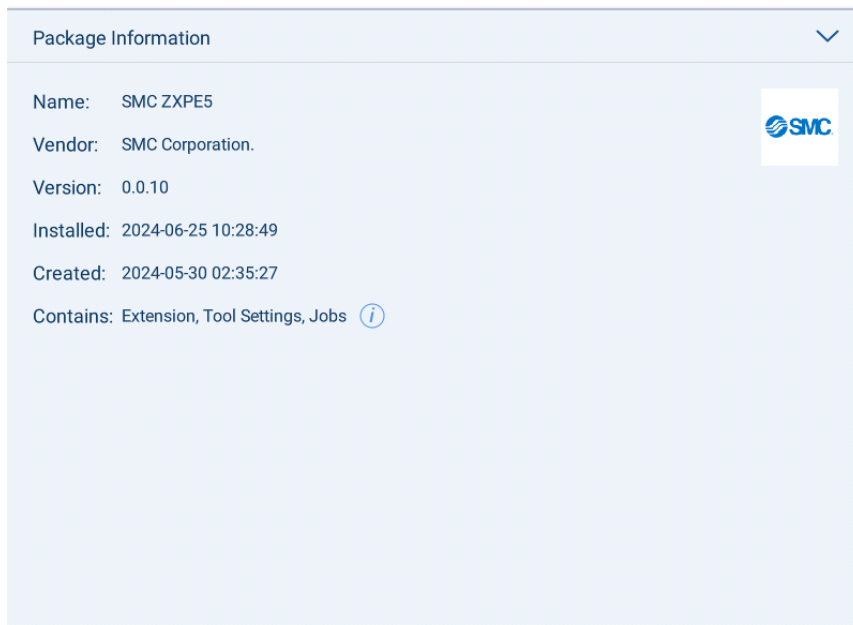 Package Information
Name: SMC ZXPE5
SMC
Vendor: SMC Corporation.
Version: 0.0.10
Installed: 2024-06-25 10:28:49
Created: 2024-05-30 02:35:27
Contains: Extension, Tool Settings, Jobs i